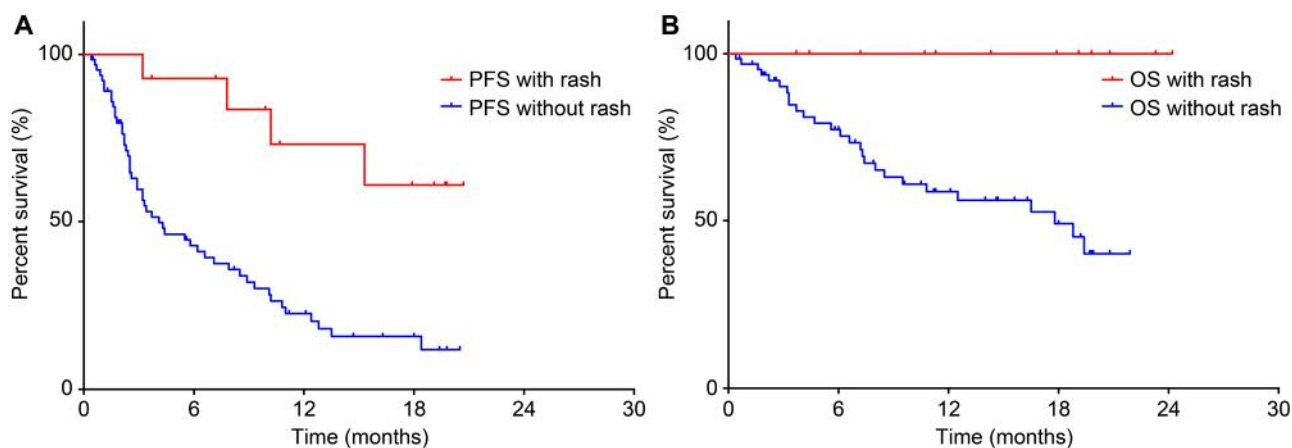 A
Percent survival (%)
100
50
0
0 6 12 18 24 30
Time (months)
PFS with rash
PFS without rash
B
Percent survival (%)
100
50
0
0 6 12 18 24 30
Time (months)
OS with rash
OS without rash